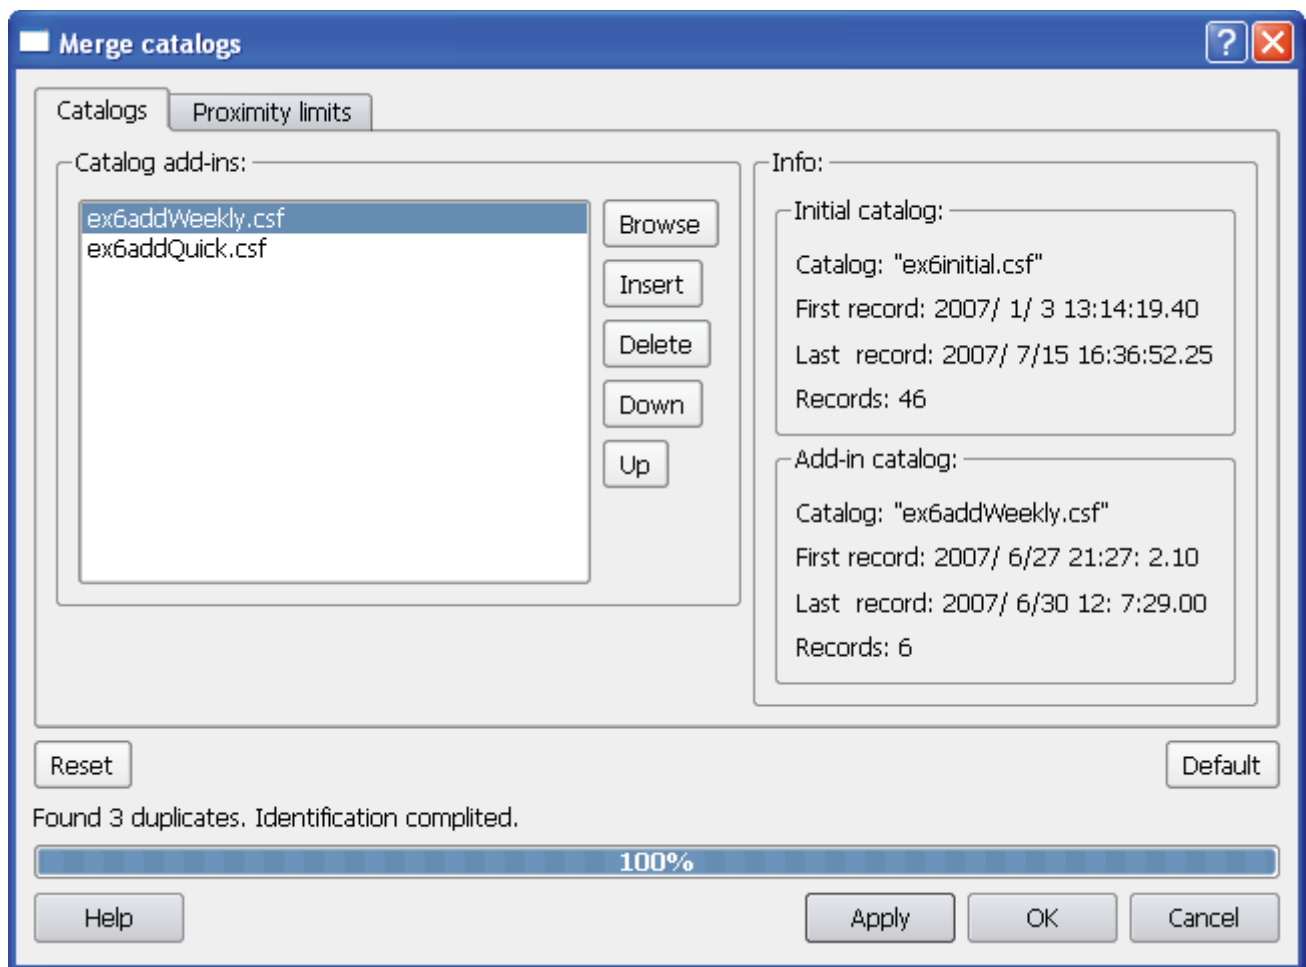 Merge catalogs
Catalogs
Proximity limits
Catalog add-ins:
ex6addWeekly.csf
ex6addQuick.csf
Browse
Insert
Delete
Down
Up
Info:
Initial catalog:
Catalog: "ex6initial.csf"
First record: 2007/ 1/ 3 13:14:19.40
Last  record: 2007/ 7/15 16:36:52.25
Records: 46
Add-in catalog:
Catalog: "ex6addWeekly.csf"
First record: 2007/ 6/27 21:27: 2.10
Last  record: 2007/ 6/30 12: 7:29.00
Records: 6
Reset
Default
Found 3 duplicates. Identification complited.
100%
Help
Apply
OK
Cancel